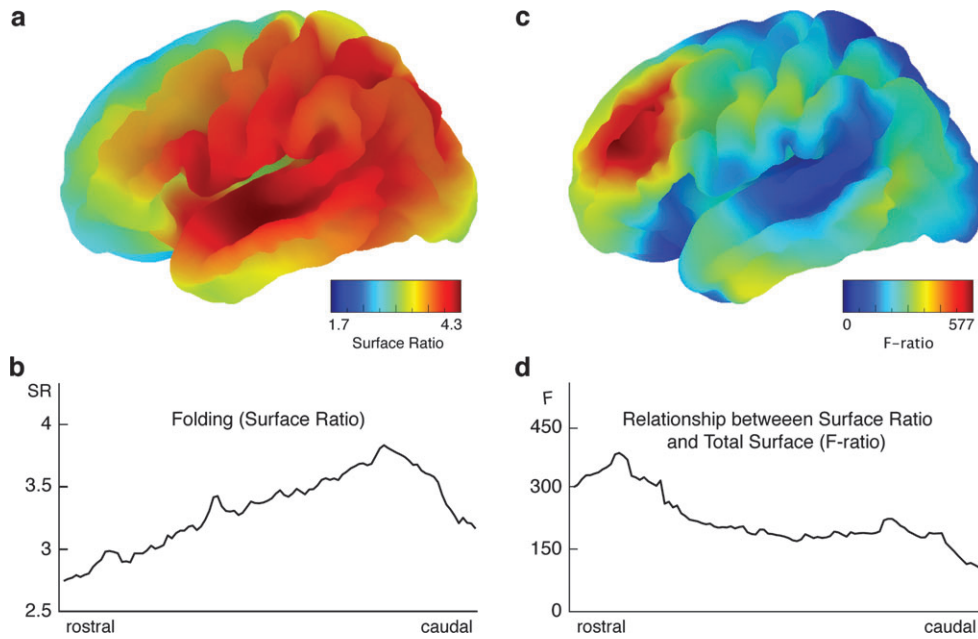 a
1.7 4.3
Surface Ratio
b
SR
4
3.5
3
2.5
Folding (Surface Ratio)
rostral caudal
c
0 577
F-ratio
d
F
450
300
150
0
Relationship betweeen Surface Ratio
and Total Surface (F-ratio)
rostral caudal